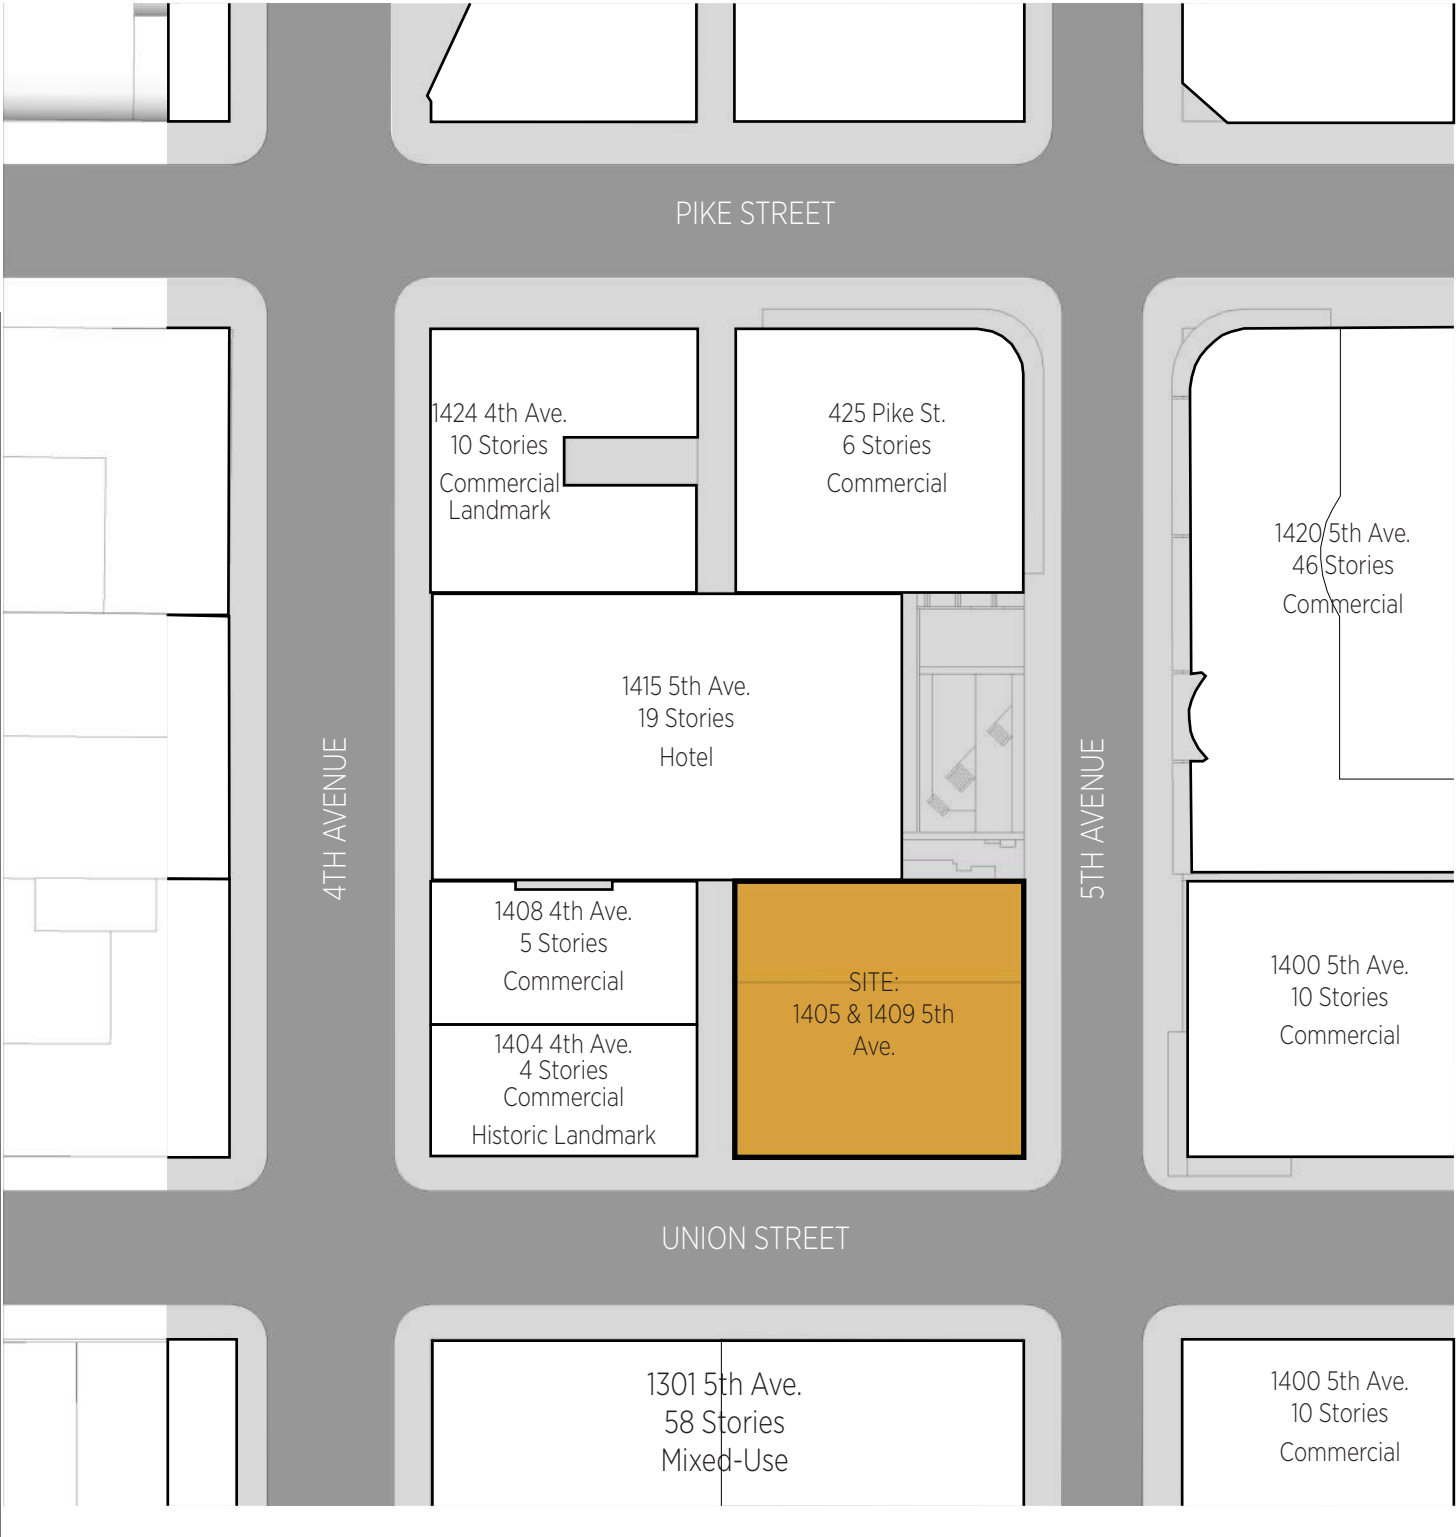 PIKE STREET
1424 4th Ave.
10 Stories
Commercial
Landmark
425 Pike St.
6 Stories
Commercial
1420 5th Ave.
46 Stories
Commercial
1415 5th Ave.
19 Stories
Hotel
4TH AVENUE
5TH AVENUE
1408 4th Ave.
5 Stories
Commercial
1404 4th Ave.
4 Stories
Commercial
Historic Landmark
SITE:
1405 & 1409 5th
Ave.
1400 5th Ave.
10 Stories
Commercial
UNION STREET
1301 5th Ave.
58 Stories
Mixed-Use
1400 5th Ave.
10 Stories
Commercial